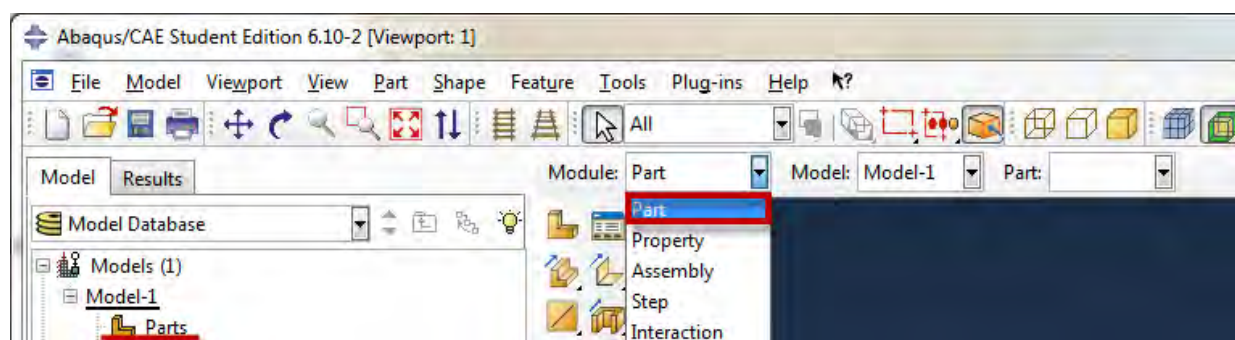 Abaqus/CAE Student Edition 6.10-2 [Viewport: 1]
File Model Viewport View Part Shape Feature Tools Plug-ins Help ?
All
Model Results
Module: Part Model: Model-1 Part:
Model Database
Part
Property
Models (1)
Assembly
Model-1
Step
Parts
Interaction